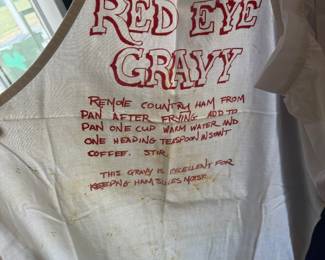 RED EYE
GRAVY
REMOVE COUNTRY HAM FROM
PAN AFTER FRYING. ADD TO
PAN ONE CUP WARM WATER AND
ONE HEADING TEASPOON INSTANT
COFFEE. STIR.
THIS GRAVY IS EXCELLENT FOR
KEEPING HAM SLICES MOIST.